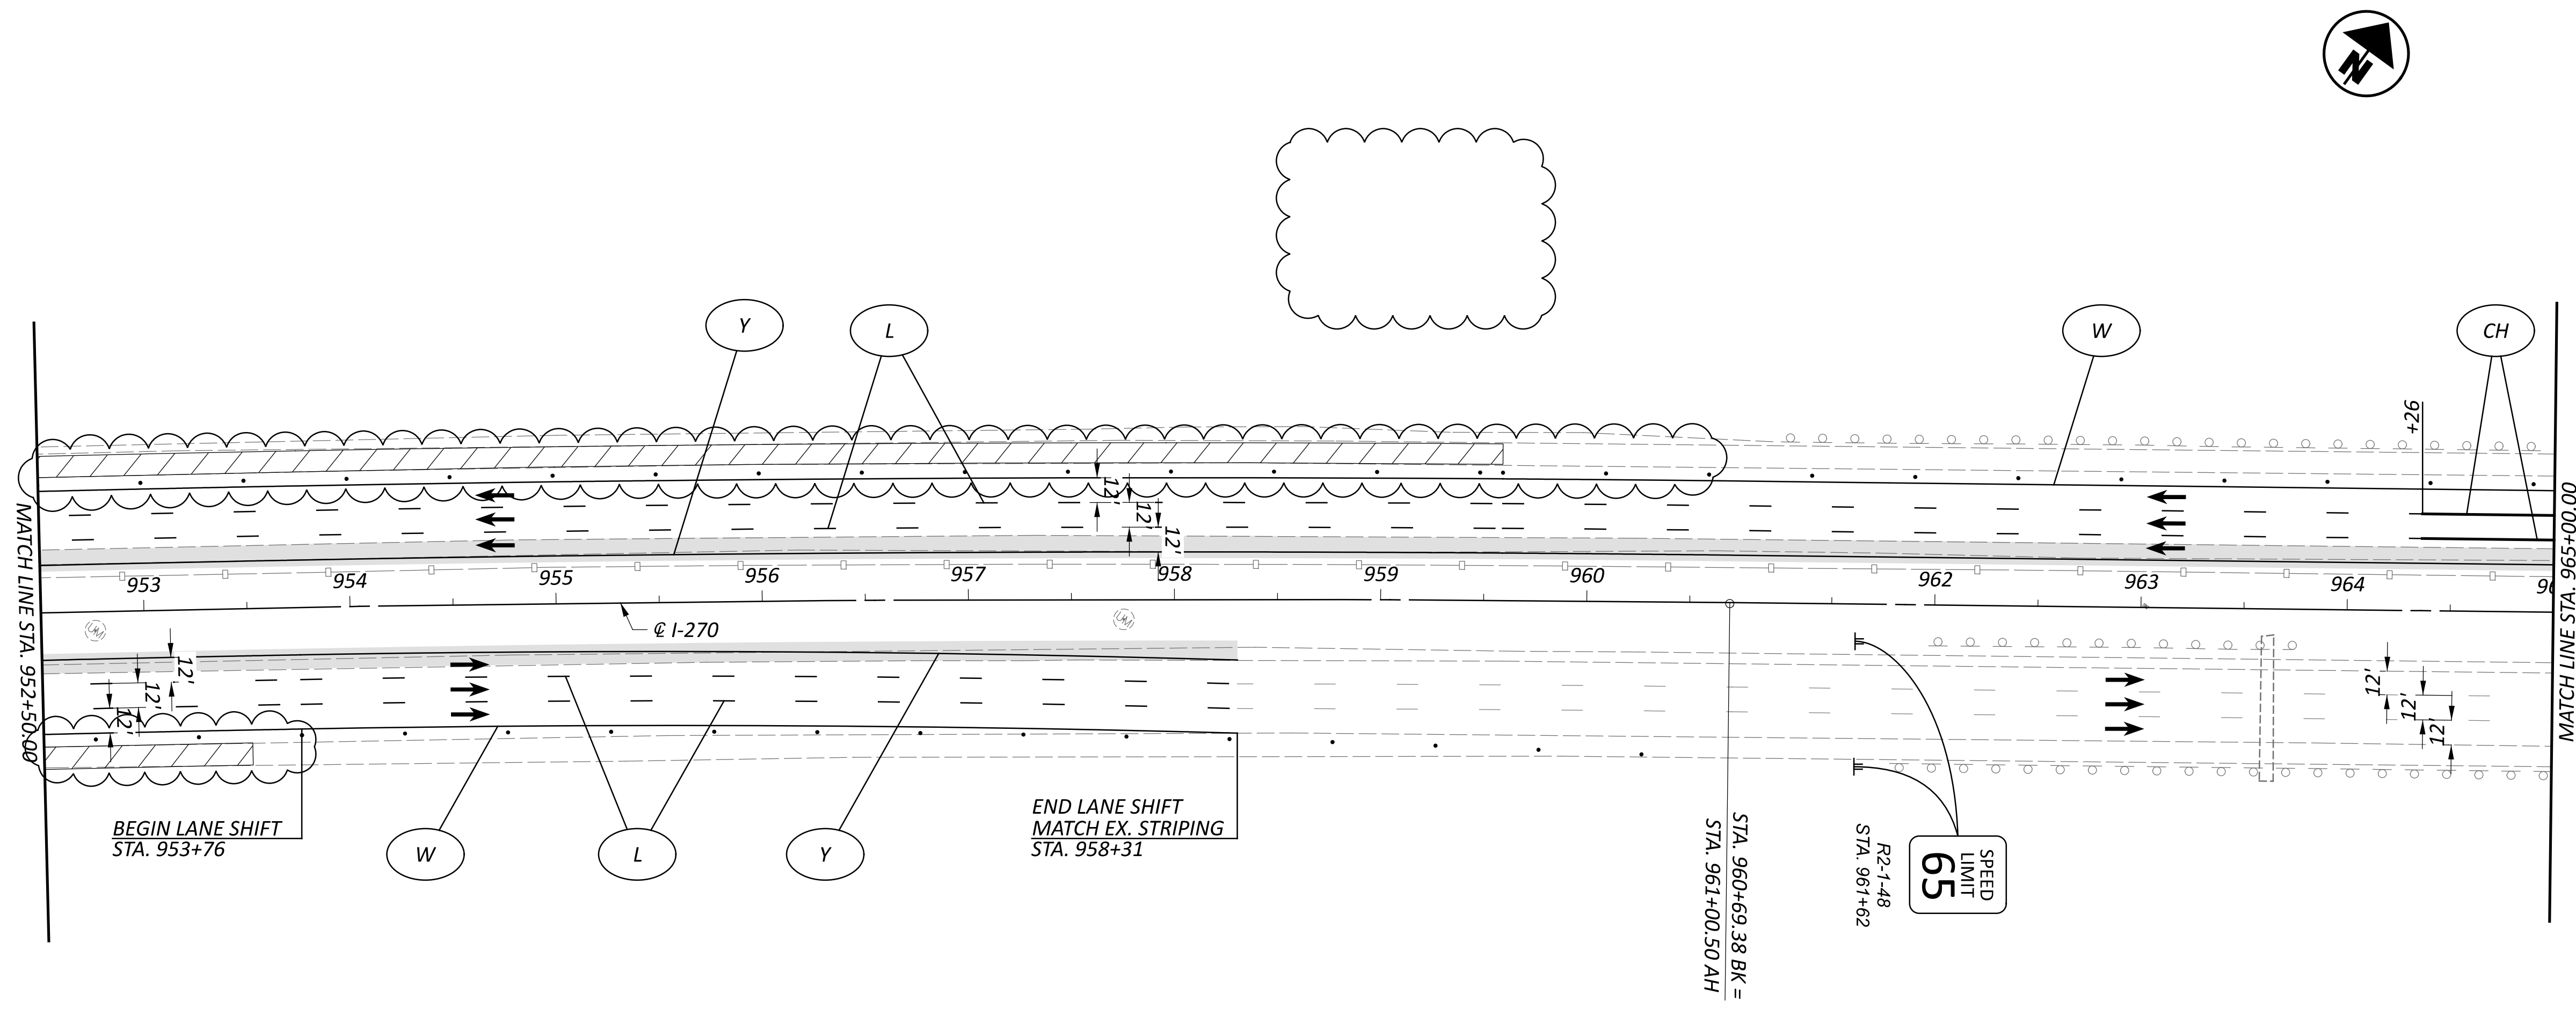 N
Y
L
W
CH
+26
12'
12'
12'
953
954
955
956
957
958
959
960
962
963
964
96
℄ I-270
12'
12'
12'
12'
12'
12'
MATCH LINE STA. 952+50.00
MATCH LINE STA. 965+00.00
BEGIN LANE SHIFT
STA. 953+76
W
L
Y
END LANE SHIFT
MATCH EX. STRIPING
STA. 958+31
STA. 960+69.38 BK =
STA. 961+00.50 AH
R2-1-48
STA. 961+62
SPEED
LIMIT
65